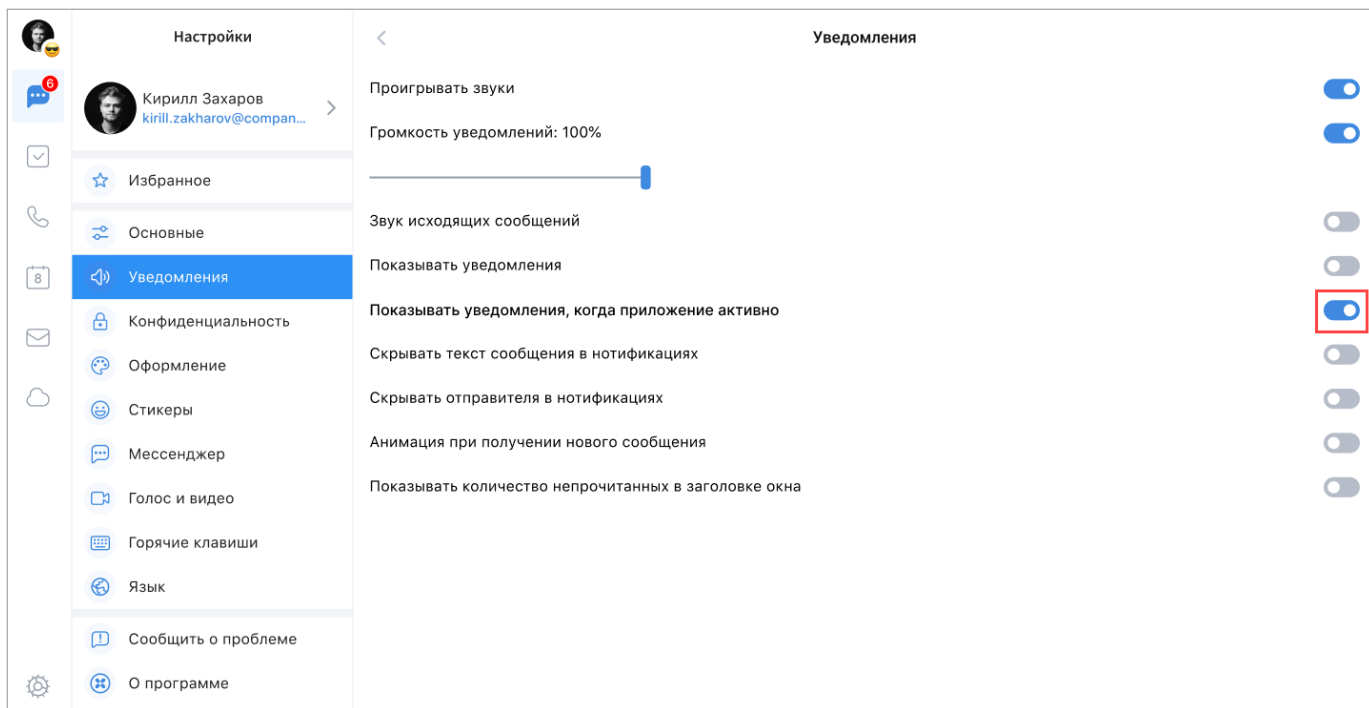 Настройки
Уведомления
6
Кирилл Захаров
kirill.zakharov@compan...
Избранное
Основные
Уведомления
Конфиденциальность
Оформление
Стикеры
Мессенджер
Голос и видео
Горячие клавиши
Язык
Сообщить о проблеме
О программе
8
Проигрывать звуки
Громкость уведомлений: 100%
Звук исходящих сообщений
Показывать уведомления
Показывать уведомления, когда приложение активно
Скрывать текст сообщения в нотификациях
Скрывать отправителя в нотификациях
Анимация при получении нового сообщения
Показывать количество непрочитанных в заголовке окна